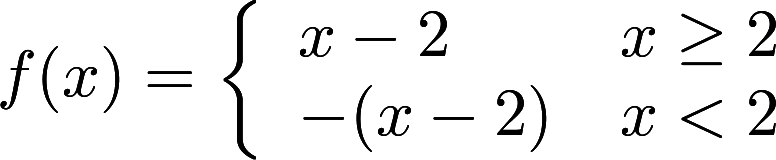 f(x) = { x − 2   x ≥ 2
−(x − 2)   x < 2